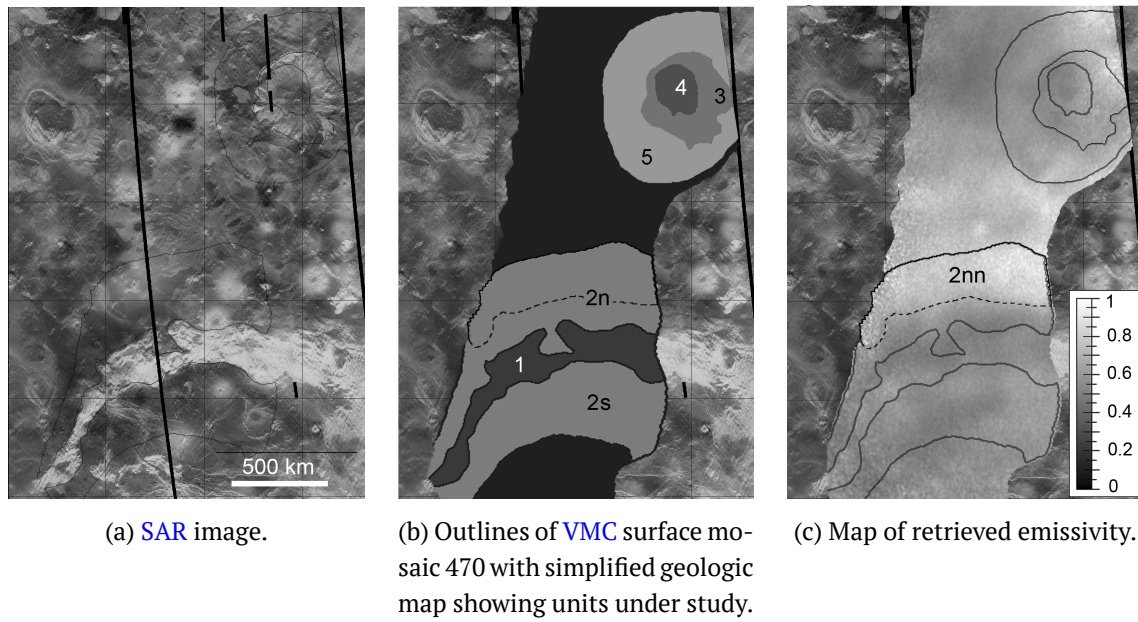 500 km
4
3
5
2n
1
2s
2nn
1
0.8
0.6
0.4
0.2
0
(a) SAR image.
(b) Outlines of VMC surface mo-
saic 470 with simplified geologic
map showing units under study.
(c) Map of retrieved emissivity.